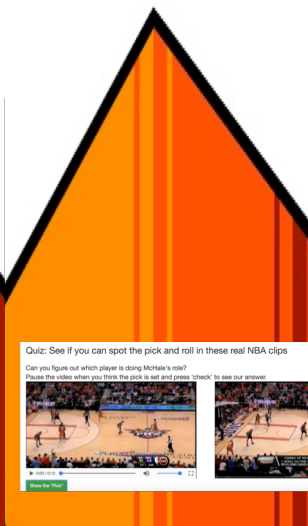 Quiz: See if you can spot the pick and roll in these real NBA clips
Can you figure out which player is doing McHale's role?
Pause the video when you think the pick is set and press 'check' to see our answer.
Show the "Pick"